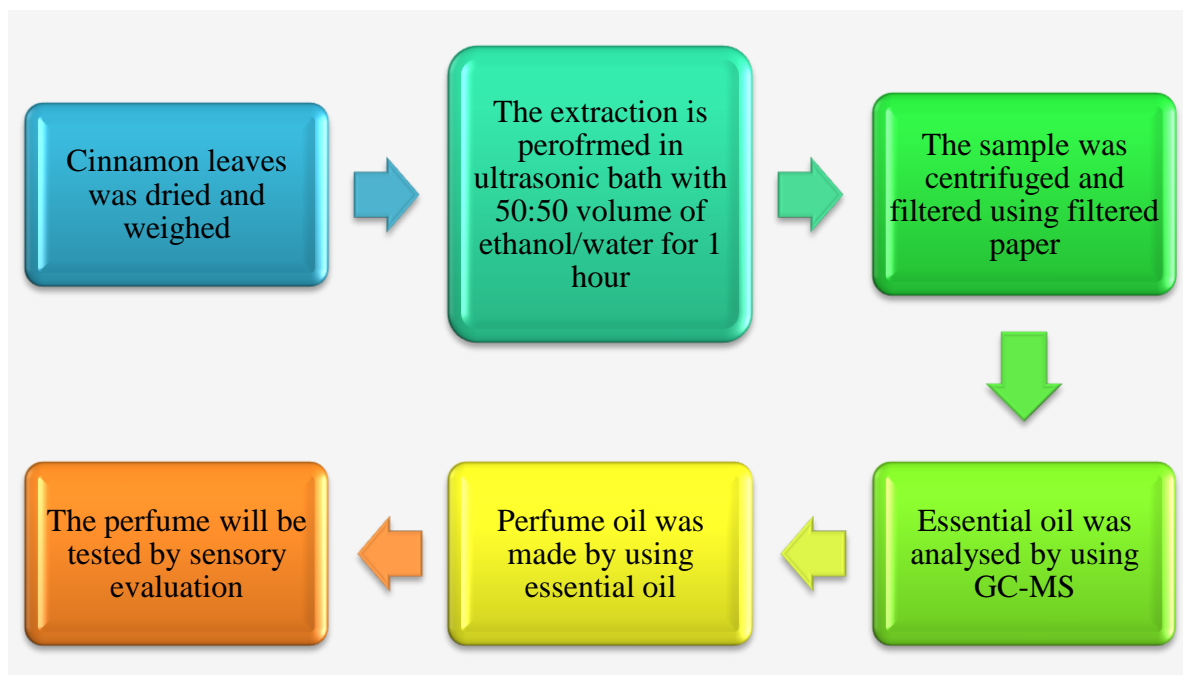 Cinnamon leaves
was dried and
weighed
The extraction is
perofrmed in
ultrasonic bath with
50:50 volume of
ethanol/water for 1
hour
The sample was
centrifuged and
filtered using filtered
paper
Essential oil was
analysed by using
GC-MS
Perfume oil was
made by using
essential oil
The perfume will be
tested by sensory
evaluation